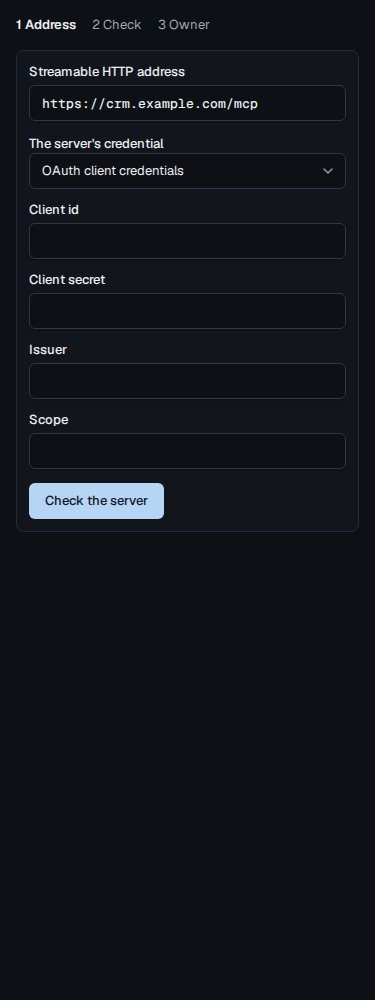 1 Address 2 Check 3 Owner
Streamable HTTP address
https://crm.example.com/mcp
The server's credential
OAuth client credentials
Client id
Client secret
Issuer
Scope
Check the server